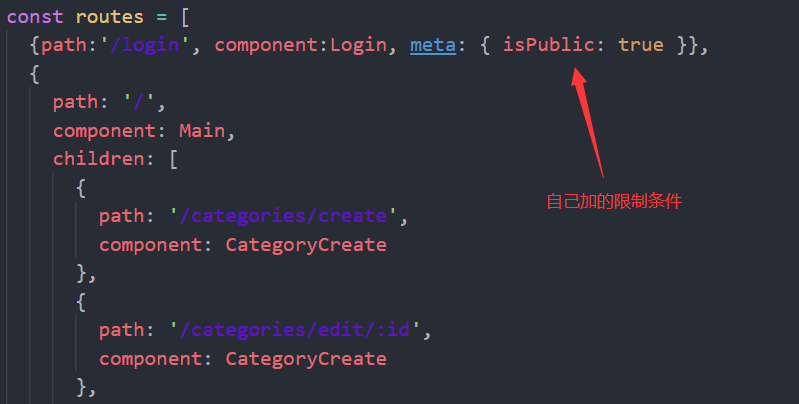 const routes = [
{path:'/login', component:Login, meta: { isPublic: true }},
{
path: '/',
component: Main,
children: [
{
path: '/categories/create',
component: CategoryCreate
自己加的限制条件
},
{
path: '/categories/edit/:id',
component: CategoryCreate
},